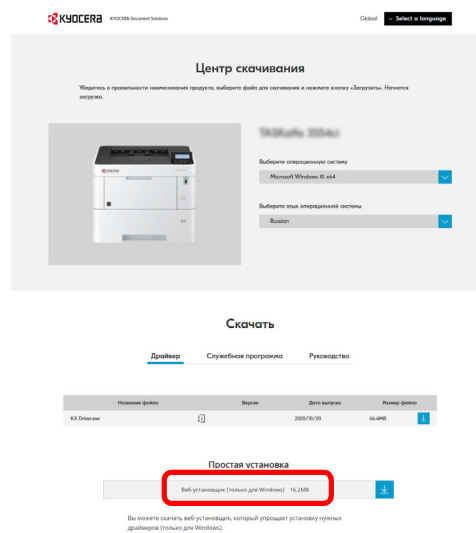 KYOCERA KYOCERA Document Solutions Global Select a language
Центр скачивания
Убедитесь в правильности наименования продукта, выберите файл для скачивания и нажмите кнопку «Загрузить». Начнется
загрузка.
Выберите операционную систему
Microsoft Windows 10 x64
Выберите язык операционной системы
Russian
Скачать
Драйвер Служебная программа Руководство
Название файла Версия Дата выпуска Размер файла
KX Driver.exe 2020/10/20 66.4MB
Простая установка
Веб-установщик (только для Windows) 16.2MB
Вы можете скачать веб-установщик, который упрощает установку нужных
драйверов (только для Windows).